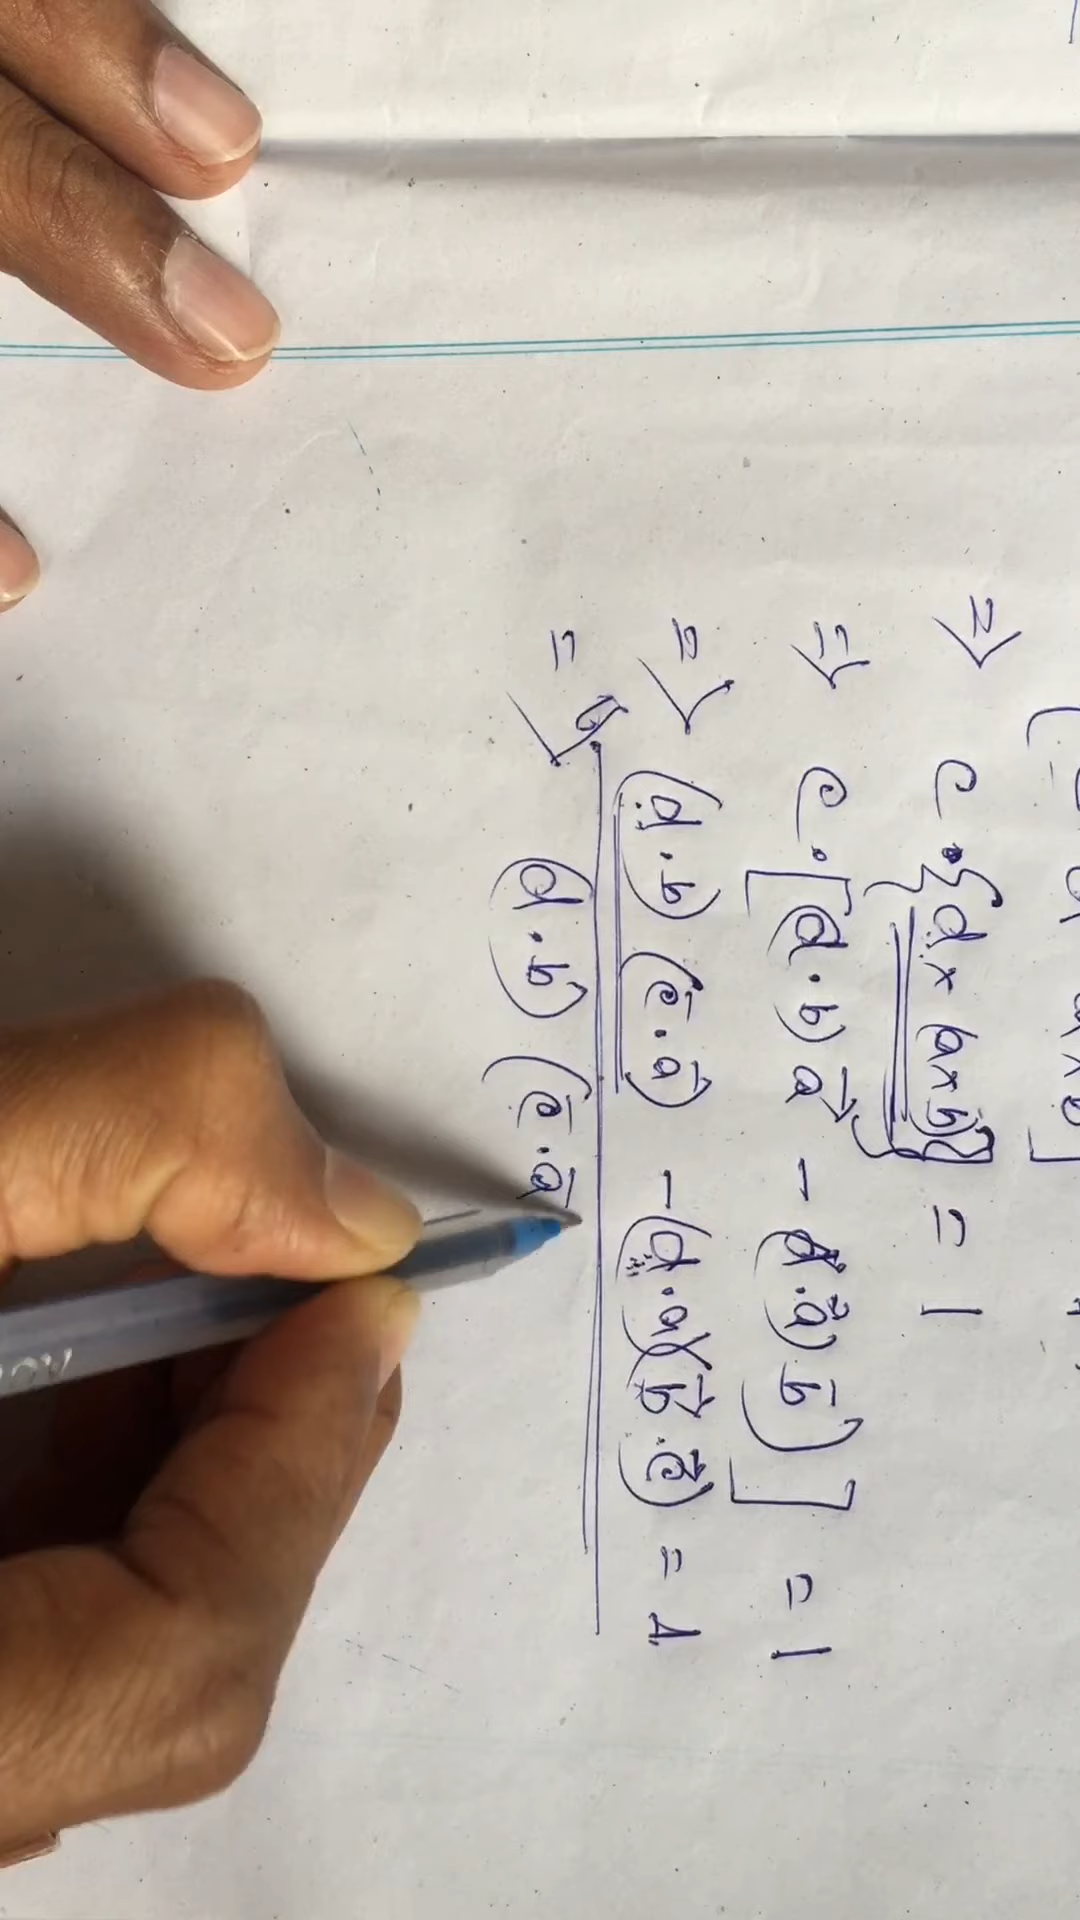 ⇒ c · { d × (a × b) } = 1
⇒ c · [ (d · b) a⃗ - (d · a⃗) b̄ ) ] = 1
⇒ (d · b) (c̄ · ā) - (d · a)(b⃗ · c⃗) = 1
⇒ (d · b) (c̄ · ā